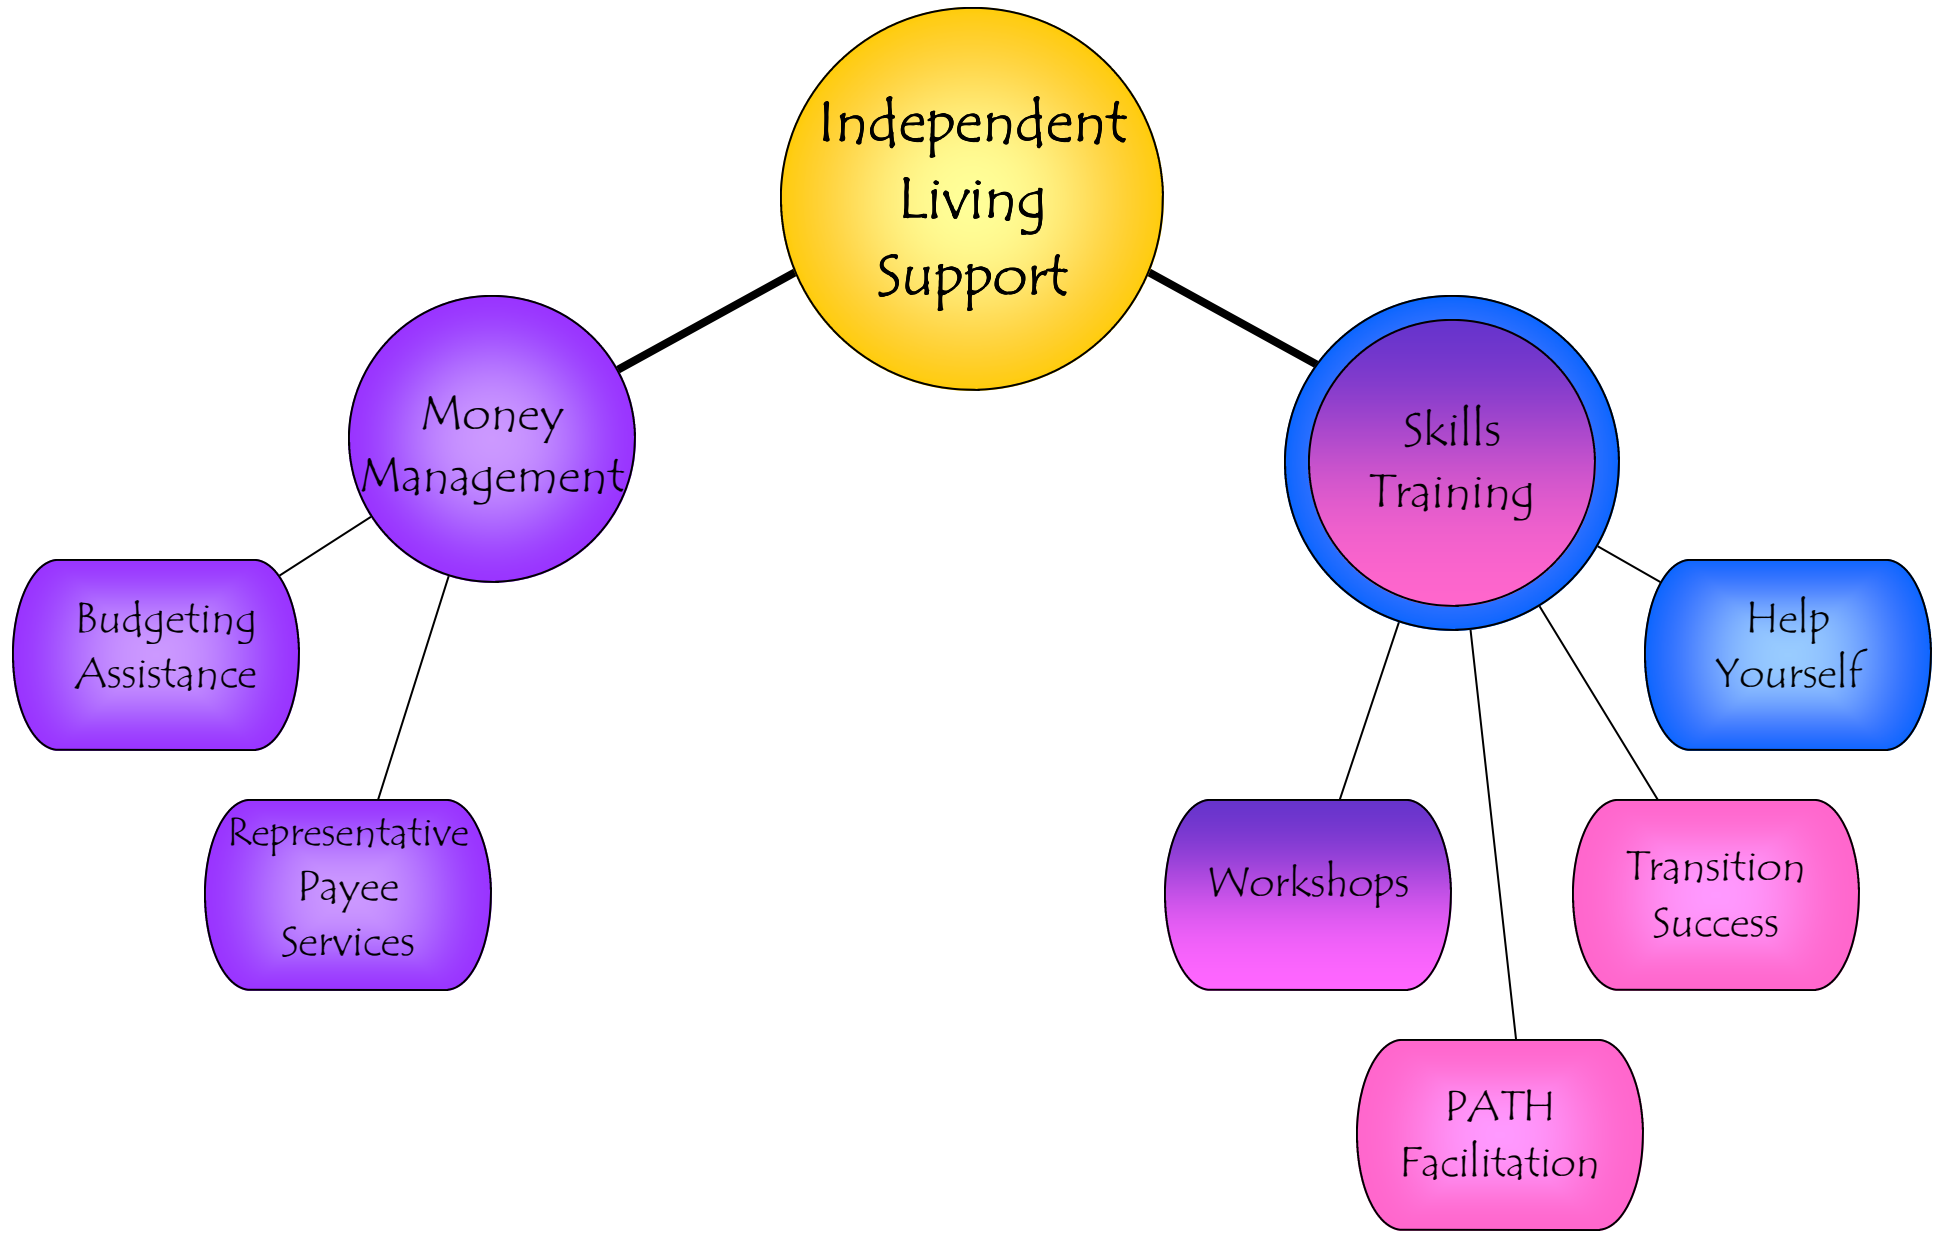 Independent
Living
Support
Money
Management
Skills
Training
Budgeting
Assistance
Help
Yourself
Representative
Payee
Services
Workshops
Transition
Success
PATH
Facilitation